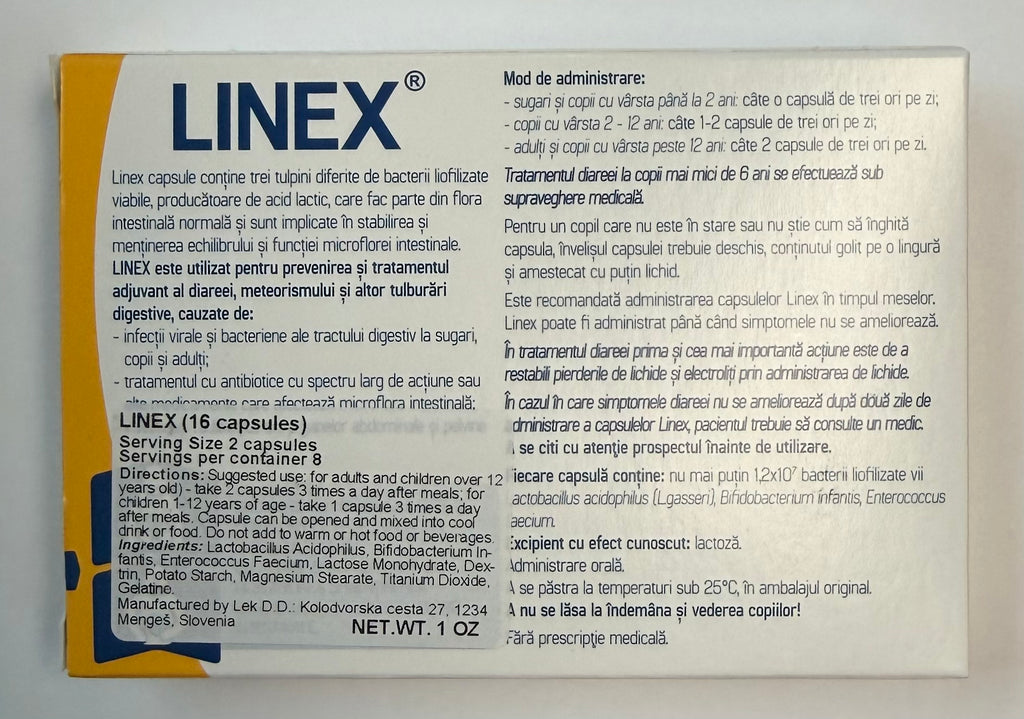 LINEX®
Linex capsule conține trei tulpini diferite de bacterii liofilizate
viabile, producătoare de acid lactic, care fac parte din flora
intestinală normală și sunt implicate în stabilirea și
menținerea echilibrului și funcției microflorei intestinale.
LINEX este utilizat pentru prevenirea și tratamentul
adjuvant al diareei, meteorismului și altor tulburări
digestive, cauzate de:
- infecții virale și bacteriene ale tractului digestiv la sugari,
copii și adulți;
- tratamentul cu antibiotice cu spectru larg de acțiune sau
alte medicamente care afectează microflora intestinală;
abdominale și pelvine
LINEX (16 capsules)
Serving Size 2 capsules
Servings per container 8
Directions: Suggested use: for adults and children over 12
years old) - take 2 capsules 3 times a day after meals; for
children 1-12 years of age - take 1 capsule 3 times a day
after meals. Capsule can be opened and mixed into cool
drink or food. Do not add to warm or hot food or beverages.
Ingredients: Lactobacillus Acidophilus, Bifidobacterium In-
fantis, Enterococcus Faecium, Lactose Monohydrate, Dex-
trin, Potato Starch, Magnesium Stearate, Titanium Dioxide,
Gelatine.
Manufactured by Lek D.D.: Kolodvorska cesta 27, 1234
Mengeš, Slovenia
NET.WT. 1 OZ
Mod de administrare:
- sugari și copii cu vârsta până la 2 ani: câte o capsulă de trei ori pe zi;
- copii cu vârsta 2 - 12 ani: câte 1-2 capsule de trei ori pe zi;
- adulți și copii cu vârsta peste 12 ani: câte 2 capsule de trei ori pe zi.
Tratamentul diareei la copii mai mici de 6 ani se efectuează sub
supraveghere medicală.
Pentru un copil care nu este în stare sau nu știe cum să înghită
capsula, învelișul capsulei trebuie deschis, conținutul golit pe o lingură
și amestecat cu puțin lichid.
Este recomandată administrarea capsulelor Linex în timpul meselor.
Linex poate fi administrat până când simptomele nu se ameliorează.
În tratamentul diareei prima și cea mai importantă acțiune este de a
restabili pierderile de lichide și electroliți prin administrarea de lichide.
În cazul în care simptomele diareei nu se ameliorează după două zile de
dministrare a capsulelor Linex, pacientul trebuie să consulte un medic.
A se citi cu atenție prospectul înainte de utilizare.
iecare capsulă conține: nu mai puțin 1,2x10⁷ bacterii liofilizate vii
actobacillus acidophilus (L.gasseri), Bifidobacterium infantis, Enterococcus
aecium.
Excipient cu efect cunoscut: lactoză.
Administrare orală.
A se păstra la temperaturi sub 25°C, în ambalajul original.
A nu se lăsa la îndemâna și vederea copiilor!
Fără prescripție medicală.